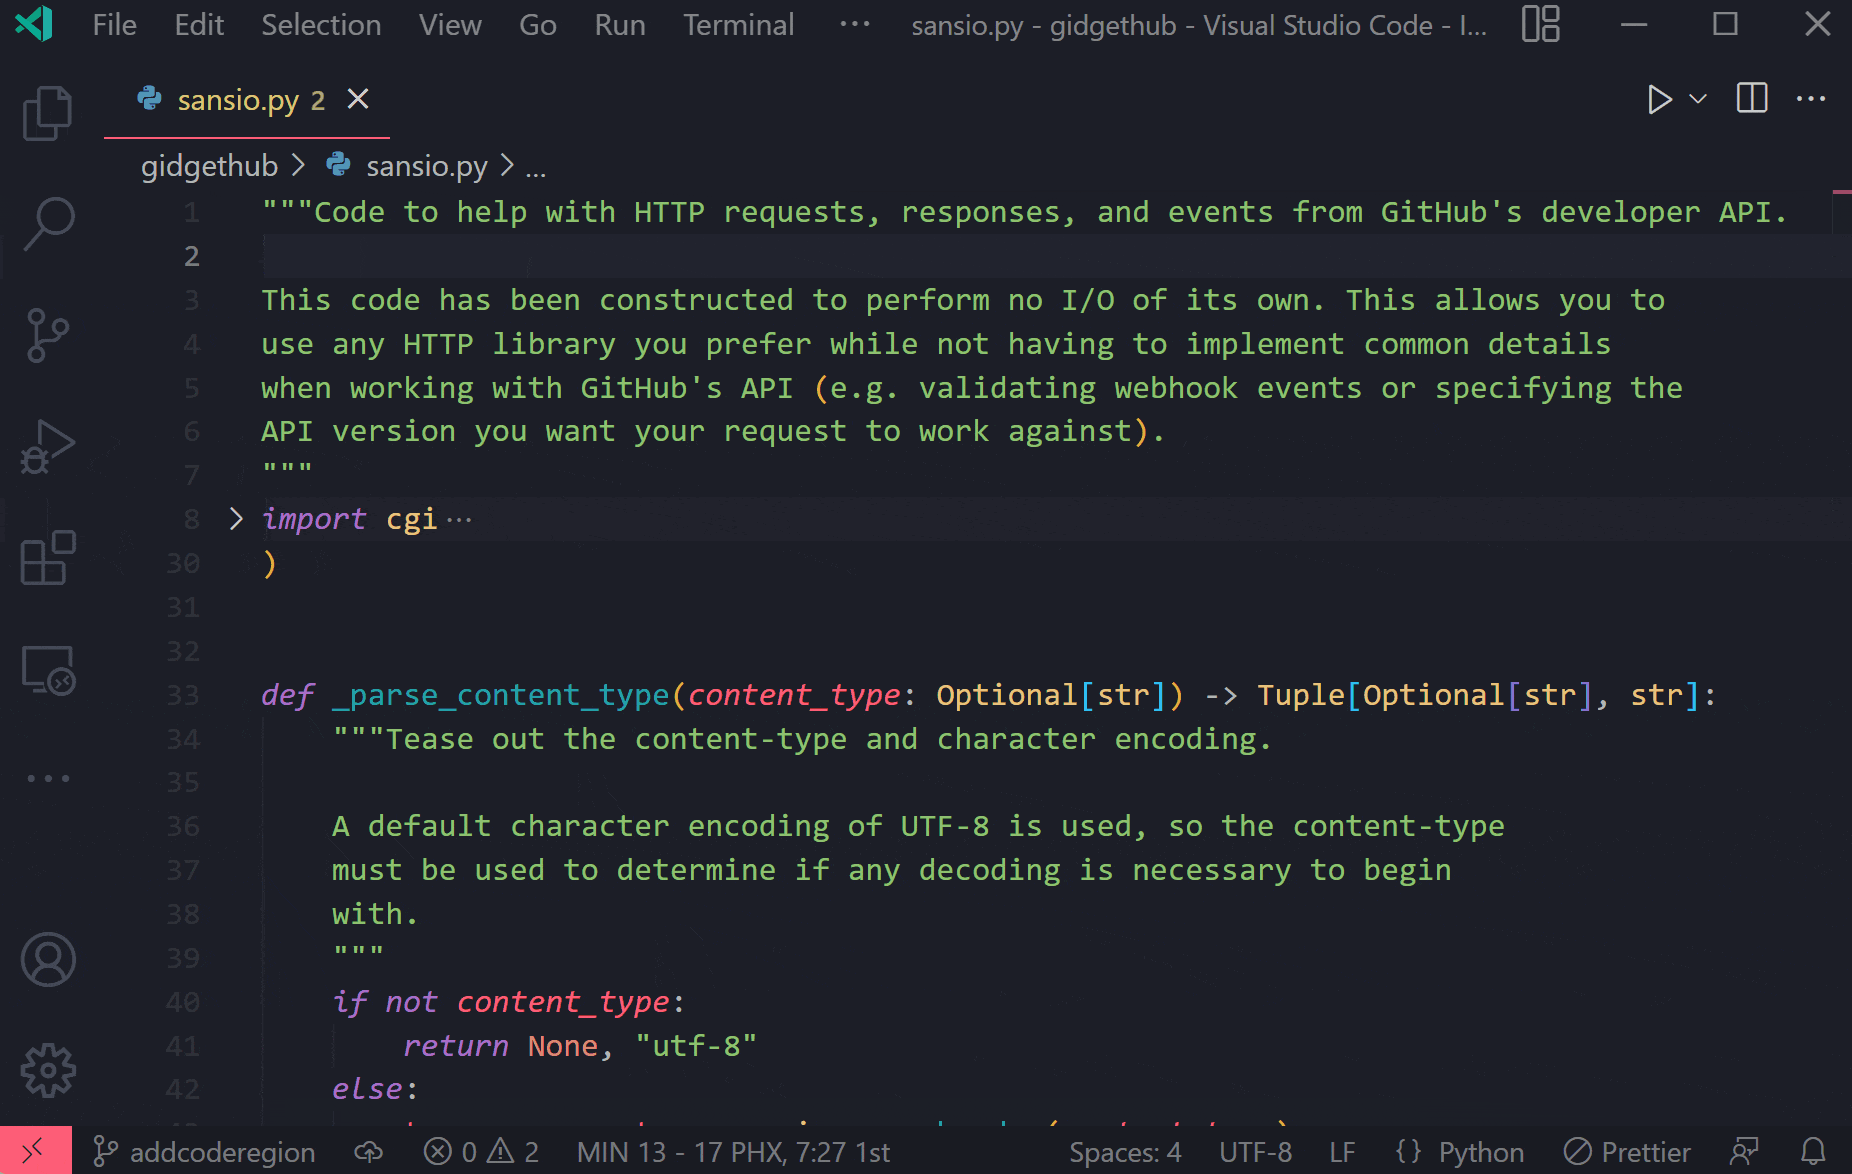 File Edit Selection View Go Run Terminal ··· sansio.py - gidgethub - Visual Studio Code - I...
sansio.py 2
gidgethub > sansio.py > ...
1 """Code to help with HTTP requests, responses, and events from GitHub's developer API.
2
3 This code has been constructed to perform no I/O of its own. This allows you to
4 use any HTTP library you prefer while not having to implement common details
5 when working with GitHub's API (e.g. validating webhook events or specifying the
6 API version you want your request to work against).
7 """
8 > import cgi···
30 )
31
32
33 def _parse_content_type(content_type: Optional[str]) -> Tuple[Optional[str], str]:
34 """Tease out the content-type and character encoding.
35
36 A default character encoding of UTF-8 is used, so the content-type
37 must be used to determine if any decoding is necessary to begin
38 with.
39 """
40 if not content_type:
41 return None, "utf-8"
42 else:
addcoderegion 0 2 MIN 13 - 17 PHX, 7:27 1st Spaces: 4 UTF-8 LF {} Python Prettier